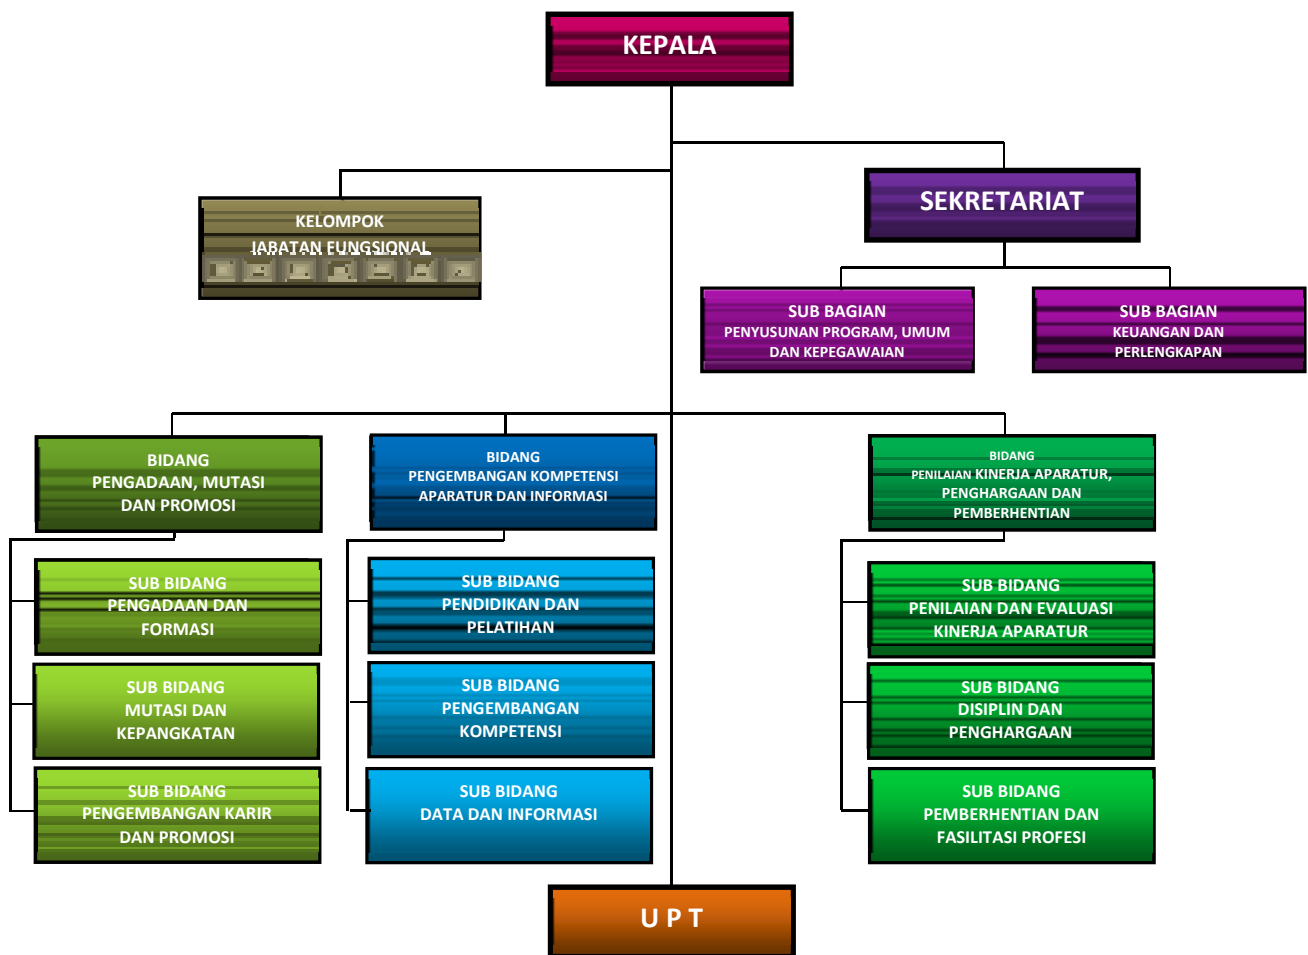 KEPALA
SEKRETARIAT
KELOMPOK
JABATAN FUNGSIONAL
SUB BAGIAN
PENYUSUNAN PROGRAM, UMUM
DAN KEPEGAWAIAN
SUB BAGIAN
KEUANGAN DAN
PERLENGKAPAN
BIDANG
PENGADAAN, MUTASI
DAN PROMOSI
BIDANG
PENGEMBANGAN KOMPETENSI
APARATUR DAN INFORMASI
BIDANG
PENILAIAN KINERJA APARATUR,
PENGHARGAAN DAN
PEMBERHENTIAN
SUB BIDANG
PENGADAAN DAN
FORMASI
SUB BIDANG
PENDIDIKAN DAN
PELATIHAN
SUB BIDANG
PENILAIAN DAN EVALUASI
KINERJA APARATUR
SUB BIDANG
MUTASI DAN
KEPANGKATAN
SUB BIDANG
PENGEMBANGAN
KOMPETENSI
SUB BIDANG
DISIPLIN DAN
PENGHARGAAN
SUB BIDANG
PENGEMBANGAN KARIR
DAN PROMOSI
SUB BIDANG
DATA DAN INFORMASI
SUB BIDANG
PEMBERHENTIAN DAN
FASILITASI PROFESI
U P T